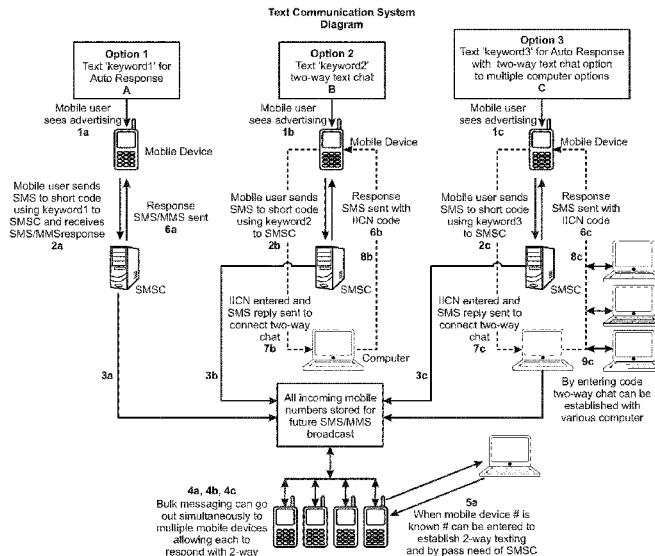 Text Communication System
Diagram
Option 1
Text 'keyword1' for
Auto Response
A
Option 2
Text 'keyword2'
two-way text chat
B
Option 3
Text 'keyword3' for Auto Response
with two-way text chat option
to multiple computer options
C
Mobile user
sees advertising
1a
Mobile Device
Mobile user
sees advertising
1b
Mobile Device
Mobile user
sees advertising
1c
Mobile Device
Mobile user sends
SMS to short code
using keyword1 to
SMSC and receives
SMS/MMSresponse
2a
Response
SMS/MMS sent
6a
SMSC
Mobile user sends
SMS to short code
using keyword2
to SMSC
2b
Response
SMS sent with
IICN code
6b
8b
SMSC
Mobile user sends
SMS to short code
using keyword3
to SMSC
2c
Response
SMS sent with
IICN code
6c
8c
SMSC
IICN entered and
SMS reply sent to
connect two-way
chat
7b
Computer
IICN entered and
SMS reply sent to
connect two-way
chat
7c
9c
By entering code
two-way chat can be
established with
various computer
3a
3b
3c
All incoming mobile
numbers stored for
future SMS/MMS
broadcast
4a, 4b, 4c
Bulk messaging can go
out simultaneously to
multiple mobile devices
allowing each to
respond with 2-way
5a
When mobile device # is
known # can be entered to
establish 2-way texting
and by pass need of SMSC